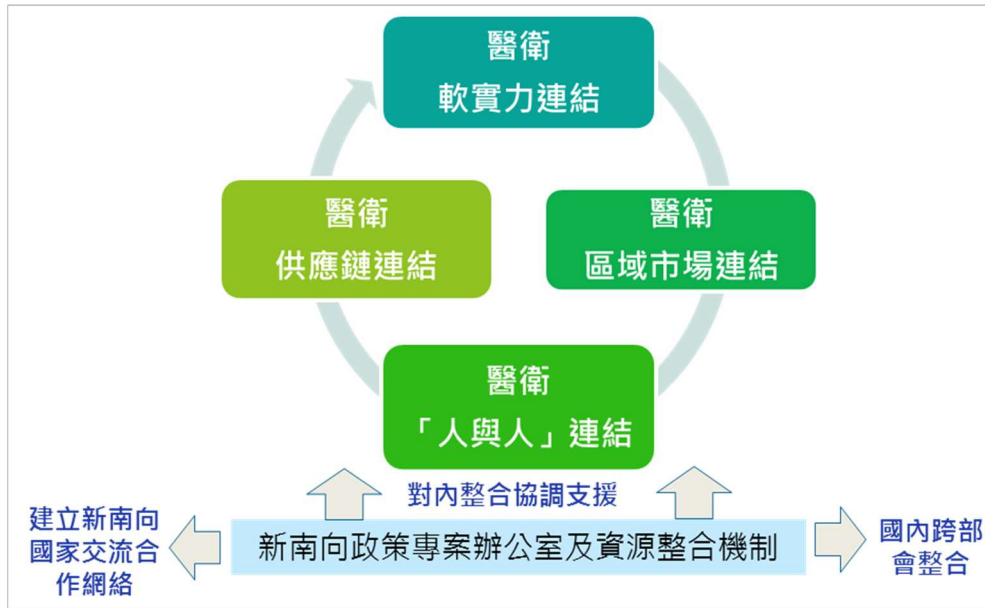 醫衛
軟實力連結
醫衛
供應鏈連結
醫衛
區域市場連結
醫衛
「人與人」連結
對內整合協調支援
建立新南向
國家交流合
作網絡
新南向政策專案辦公室及資源整合機制
國內跨部
會整合